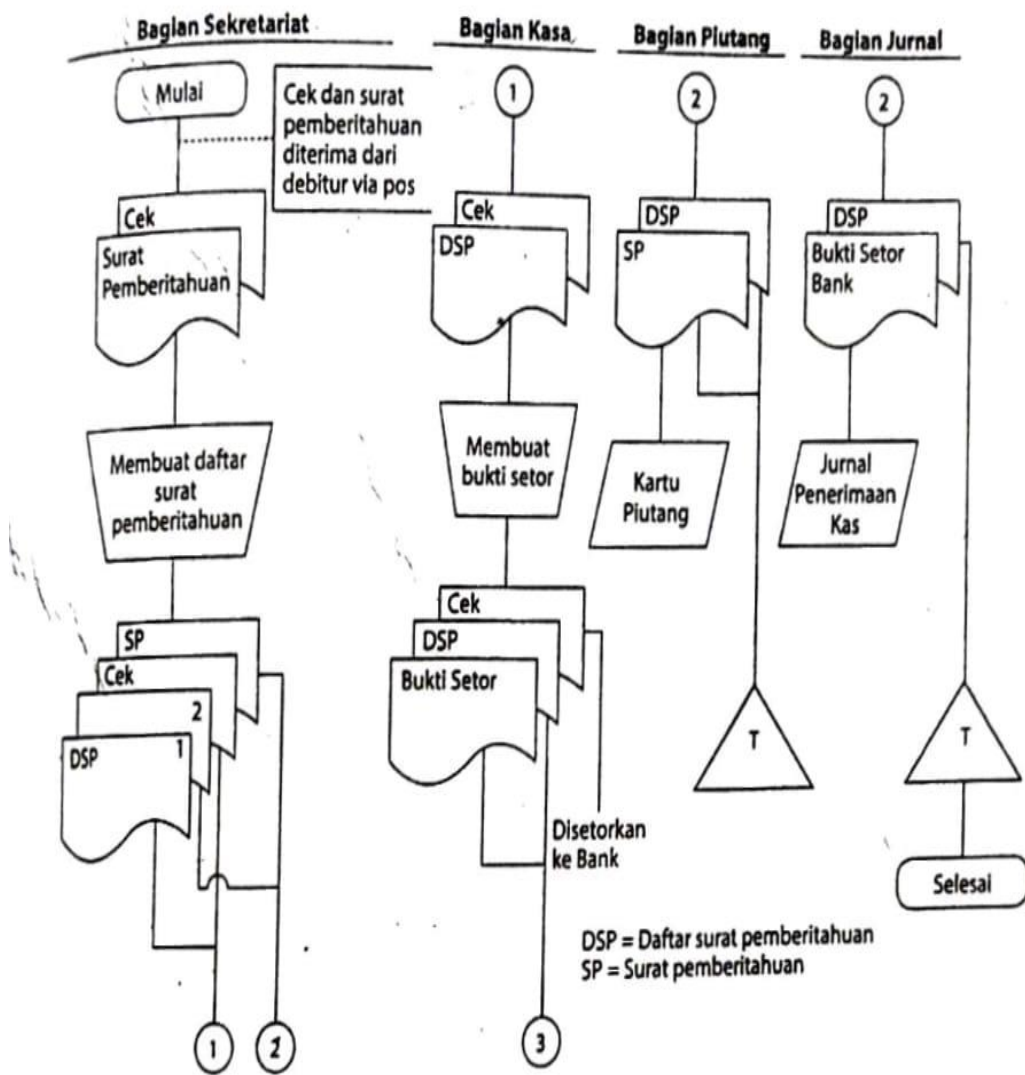 Bagian Sekretariat
Mulai
Cek dan surat
pemberitahuan
diterima dari
debitur via pos
Cek
Surat
Pemberitahuan
Membuat daftar
surat
pemberitahuan
SP
Cek
2
DSP 1
1
2
Bagian Kasa
1
Cek
DSP
Membuat
bukti setor
Cek
DSP
Bukti Setor
Disetorkan
ke Bank
3
Bagian Piutang
2
DSP
SP
Kartu
Piutang
T
Bagian Jurnal
2
DSP
Bukti Setor
Bank
Jurnal
Penerimaan
Kas
T
Selesai
DSP = Daftar surat pemberitahuan
SP = Surat pemberitahuan